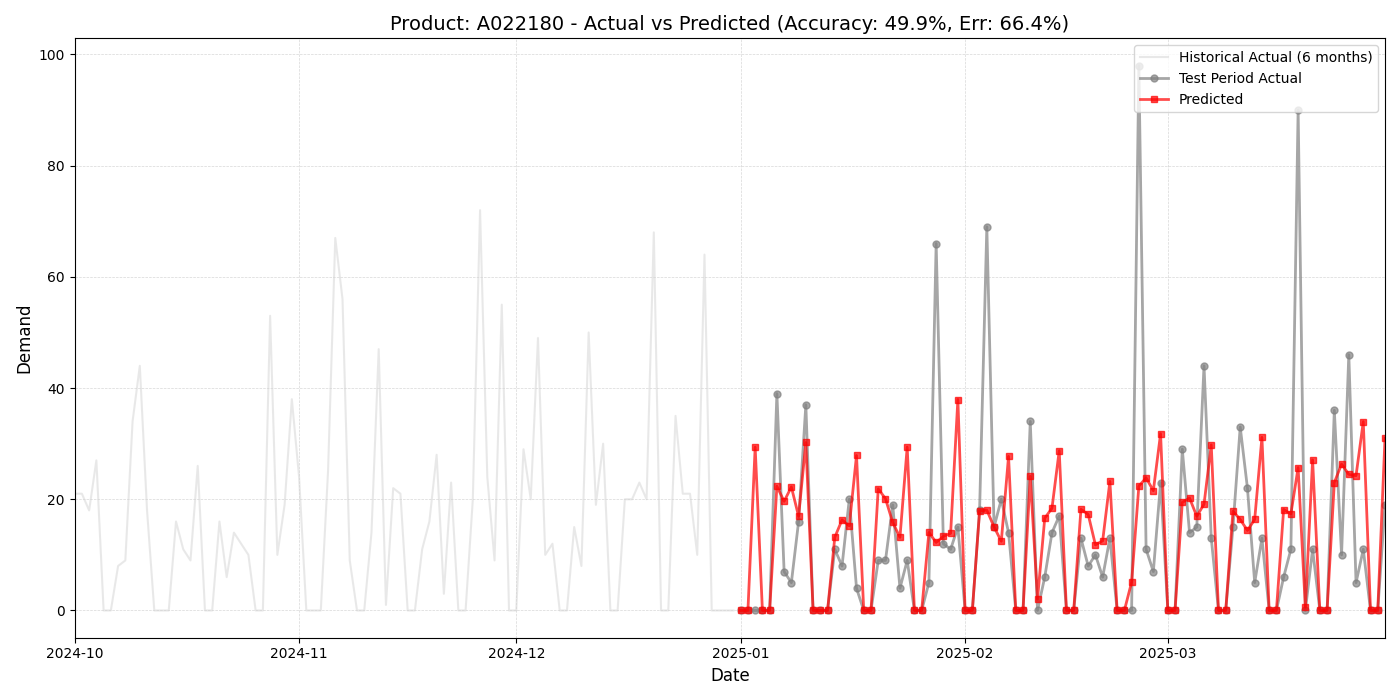 Product: A022180 - Actual vs Predicted (Accuracy: 49.9%, Err: 66.4%)
Historical Actual (6 months)
Test Period Actual
Predicted
Demand
100
80
60
40
20
0
2024-10
2024-11
2024-12
2025-01
2025-02
2025-03
Date